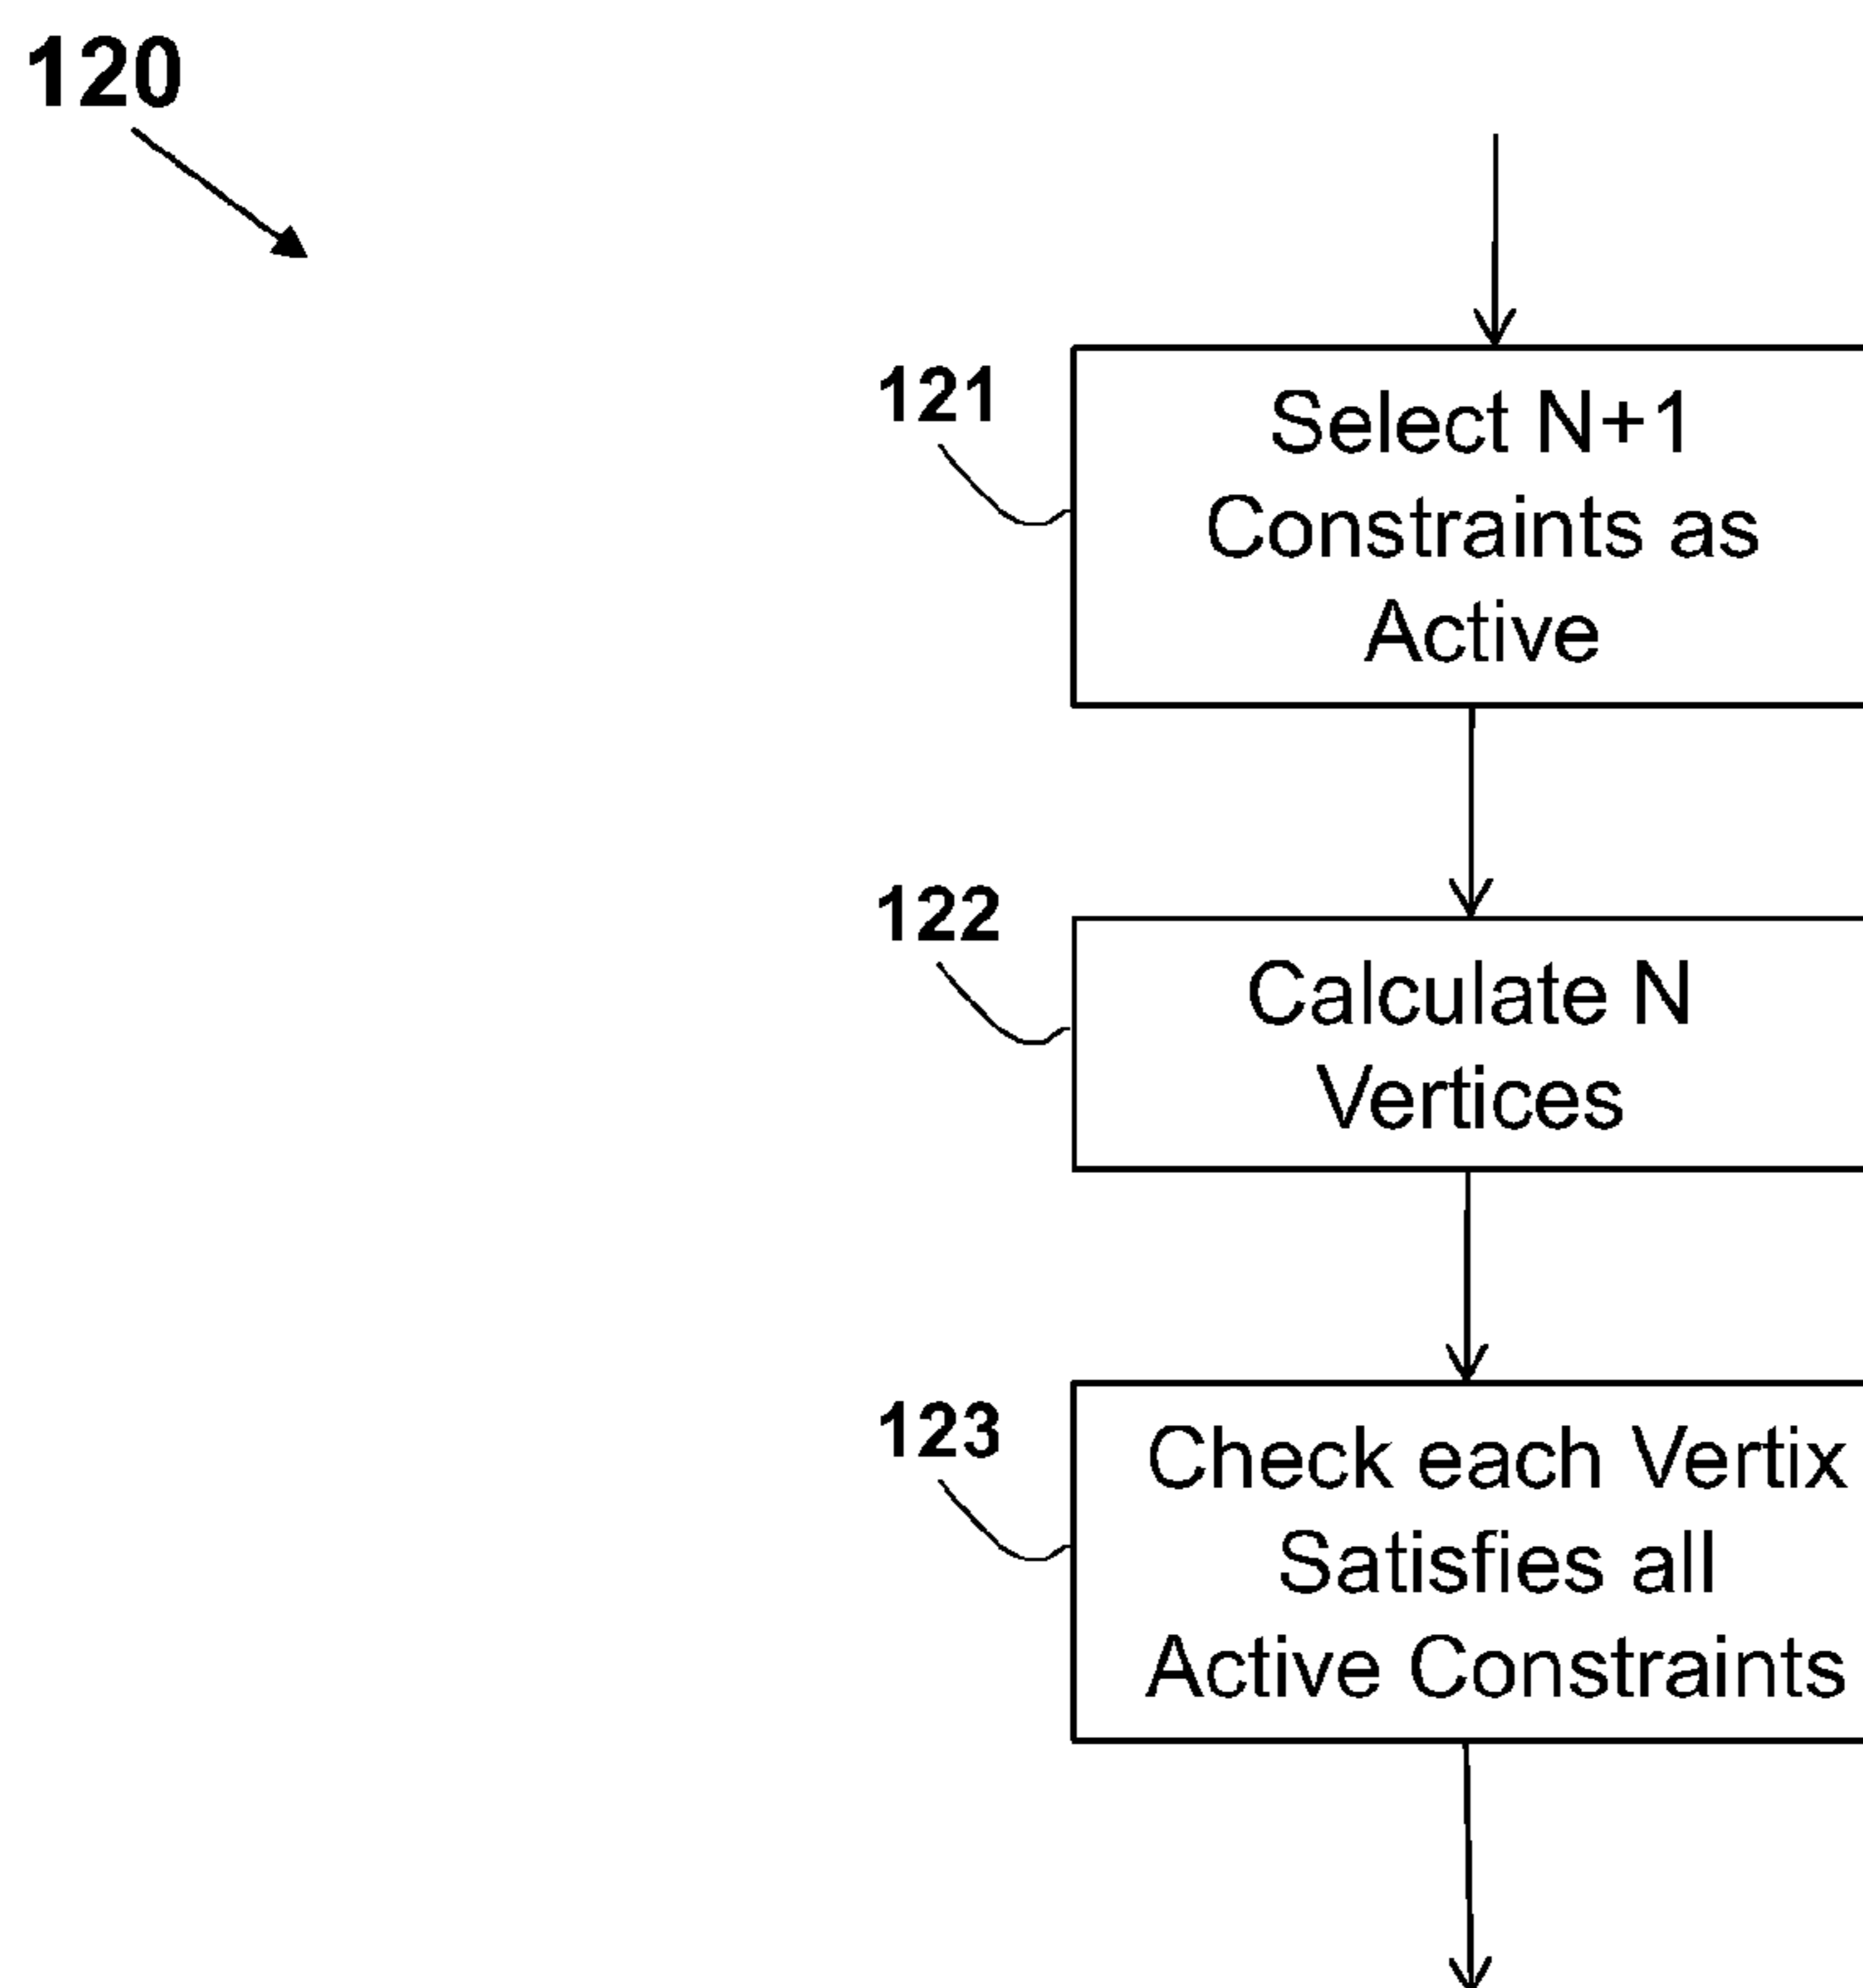 120
121
Select N+1
Constraints as
Active
122
Calculate N
Vertices
123
Check each Vertix
Satisfies all
Active Constraints